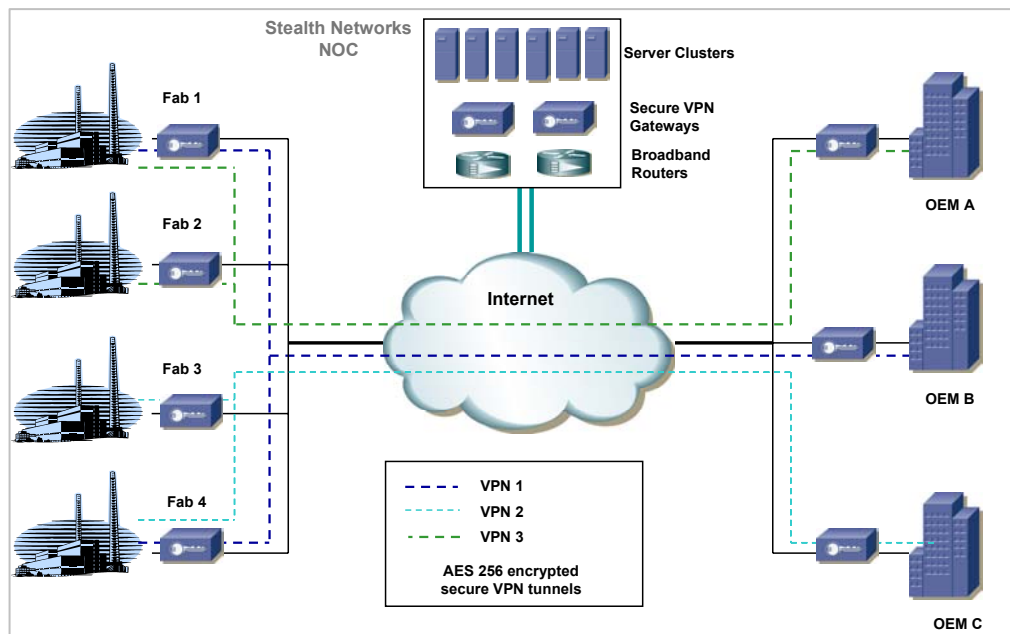 Stealth Networks
NOC
Server Clusters
Secure VPN
Gateways
Broadband
Routers
Fab 1
Fab 2
Fab 3
Fab 4
Internet
OEM A
OEM B
OEM C
VPN 1
VPN 2
VPN 3
AES 256 encrypted
secure VPN tunnels